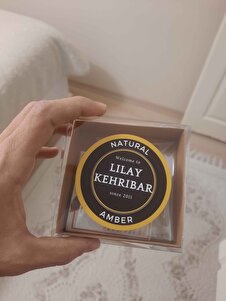 NATURAL
Welcome to
LILAY
KEHRIBAR
since 2011
AMBER